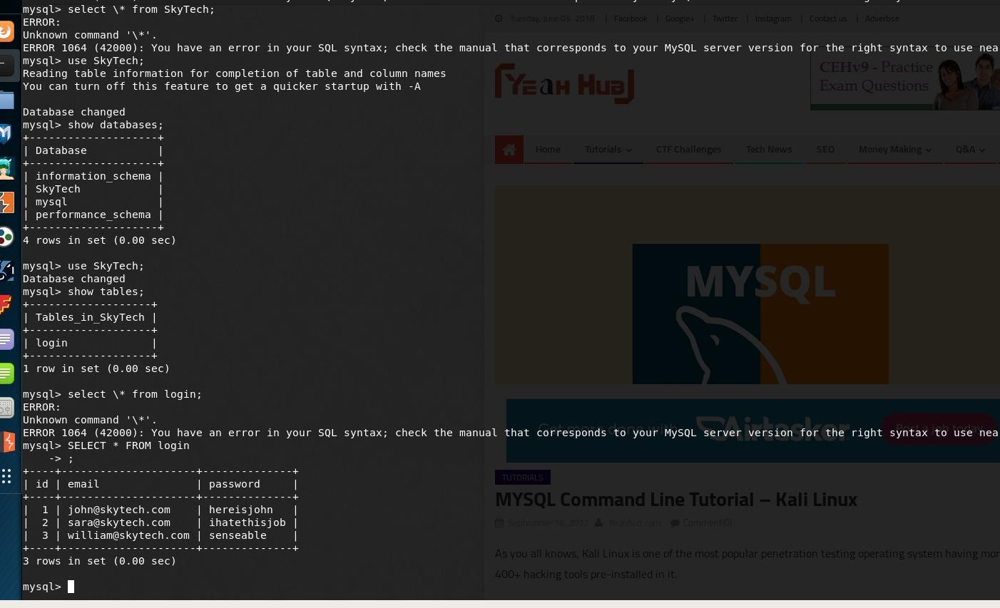 mysql> select \* from SkyTech;
ERROR:
Unknown command '\*'.
ERROR 1064 (42000): You have an error in your SQL syntax; check the manual that corresponds to your MySQL server version for the right syntax to use nea
mysql> use SkyTech;
Reading table information for completion of table and column names
You can turn off this feature to get a quicker startup with -A
Database changed
mysql> show databases;
+--------------------+
| Database           |
+--------------------+
| information_schema |
| SkyTech            |
| mysql              |
| performance_schema |
+--------------------+
4 rows in set (0.00 sec)
mysql> use SkyTech;
Database changed
mysql> show tables;
+-------------------+
| Tables_in_SkyTech |
+-------------------+
| login             |
+-------------------+
1 row in set (0.00 sec)
mysql> select \* from login;
ERROR:
Unknown command '\*'.
ERROR 1064 (42000): You have an error in your SQL syntax; check the manual that corresponds to your MySQL server version for the right syntax to use nea
mysql> SELECT * FROM login
    -> ;
+----+---------------------+--------------+
| id | email               | password     |
+----+---------------------+--------------+
|  1 | john@skytech.com    | hereisjohn   |
|  2 | sara@skytech.com    | ihatethisjob |
|  3 | william@skytech.com | senseable    |
+----+---------------------+--------------+
3 rows in set (0.00 sec)
mysql>
Tuesday, June 05, 2018 | Facebook | Google+ | Twitter | Instagram | Contact us | Advertise
Yeah Hub
CEHv9 - Practice
Exam Questions
Home Tutorials CTF Challenges Tech News SEO Money Making Q&A
MYSQL
Get more done with Airtasker Post a job today
TUTORIALS
MYSQL Command Line Tutorial – Kali Linux
September 16, 2017 Yeahhub.com Comment(0)
As you all knows, Kali Linux is one of the most popular penetration testing operating system having mor
400+ hacking tools pre-installed in it.